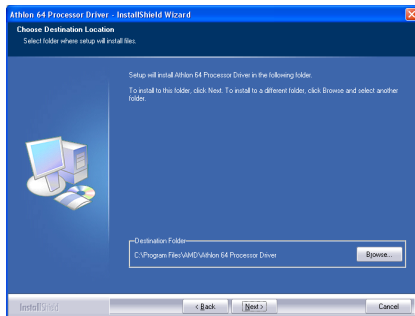 Athlon 64 Processor Driver - InstallShield Wizard
Choose Destination Location
Select folder where setup will install files.
Setup will install Athlon 64 Processor Driver in the following folder.
To install to this folder, click Next. To install to a different folder, click Browse and select another
folder.
Destination Folder
C:\Program Files\AMD\Athlon 64 Processor Driver
Browse...
InstallShield
< Back
Next >
Cancel